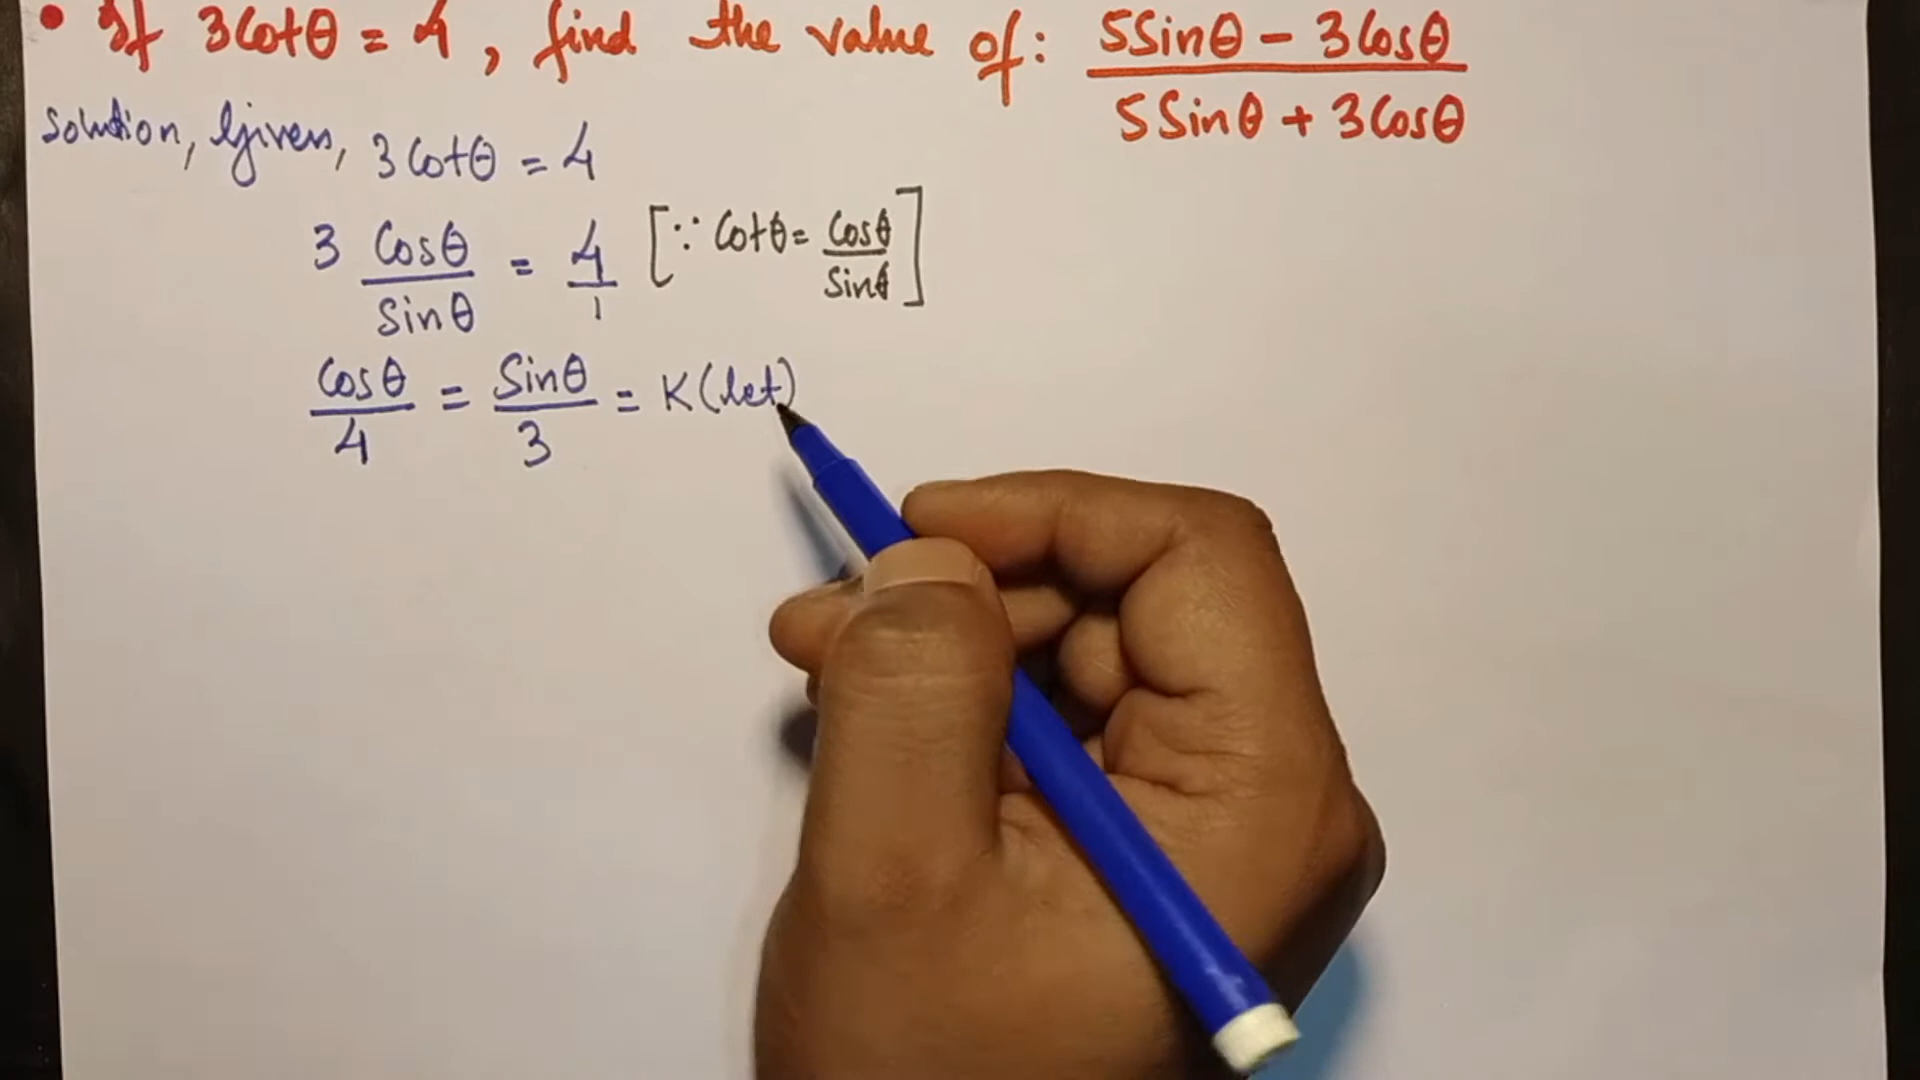 • If 3Cotθ = 4, find the value of: (5Sinθ - 3Cosθ)/(5Sinθ + 3Cosθ)
Solution, Given, 3Cotθ = 4
3 Cosθ/Sinθ = 4/1 [∵ Cotθ = Cosθ/Sinθ]
Cosθ/4 = Sinθ/3 = K(let)